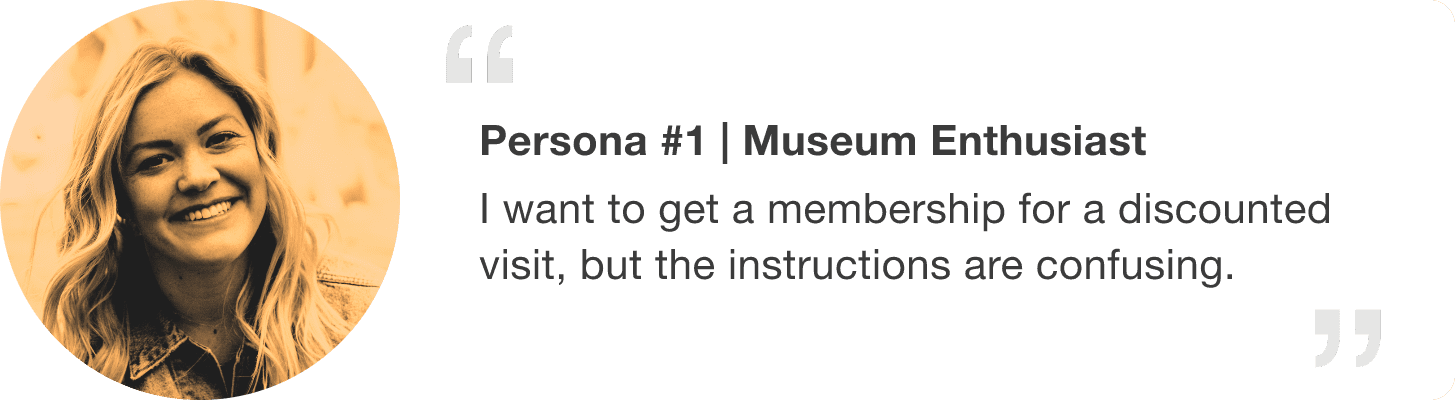 “
Persona #1 | Museum Enthusiast
I want to get a membership for a discounted
visit, but the instructions are confusing.
”